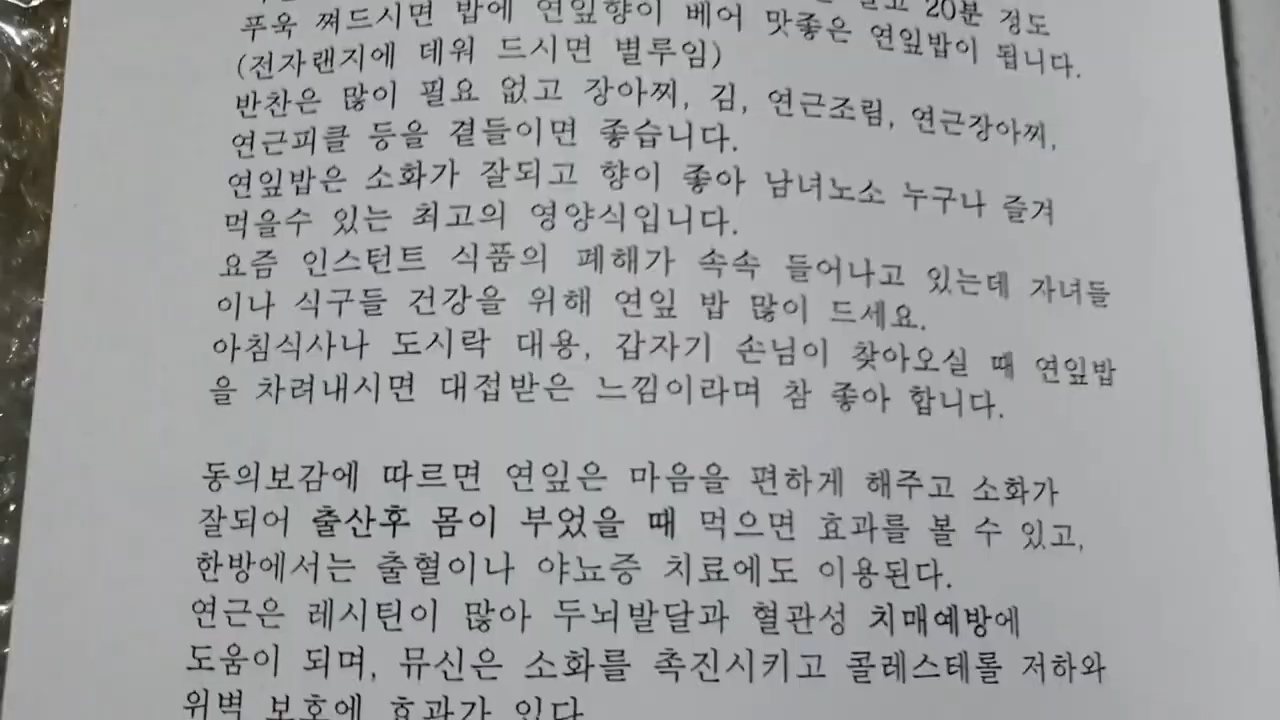 20분 정도
푸욱 쪄드시면 밥에 연잎향이 베어 맛좋은 연잎밥이 됩니다.
(전자랜지에 데워 드시면 별루임)
반찬은 많이 필요 없고 장아찌, 김, 연근조림, 연근장아찌,
연근피클 등을 곁들이면 좋습니다.
연잎밥은 소화가 잘되고 향이 좋아 남녀노소 누구나 즐겨
먹을수 있는 최고의 영양식입니다.
요즘 인스턴트 식품의 폐해가 속속 들어나고 있는데 자녀들
이나 식구들 건강을 위해 연잎 밥 많이 드세요.
아침식사나 도시락 대용, 갑자기 손님이 찾아오실 때 연잎밥
을 차려내시면 대접받은 느낌이라며 참 좋아 합니다.
동의보감에 따르면 연잎은 마음을 편하게 해주고 소화가
잘되어 출산후 몸이 부었을 때 먹으면 효과를 볼 수 있고,
한방에서는 출혈이나 야뇨증 치료에도 이용된다.
연근은 레시틴이 많아 두뇌발달과 혈관성 치매예방에
도움이 되며, 뮤신은 소화를 촉진시키고 콜레스테롤 저하와
위벽 보호에 효과가 있다